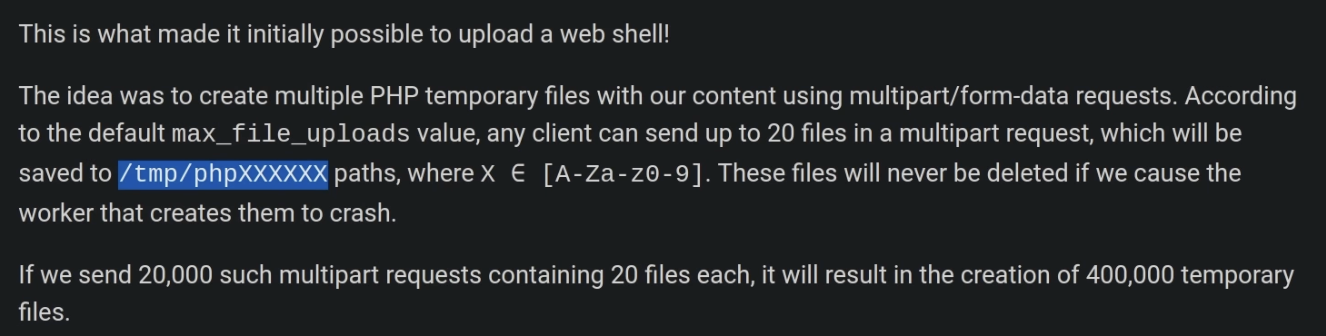 This is what made it initially possible to upload a web shell!
The idea was to create multiple PHP temporary files with our content using multipart/form-data requests. According
to the default max_file_uploads value, any client can send up to 20 files in a multipart request, which will be
saved to /tmp/phpXXXXXX paths, where X ∈ [A-Za-z0-9]. These files will never be deleted if we cause the
worker that creates them to crash.
If we send 20,000 such multipart requests containing 20 files each, it will result in the creation of 400,000 temporary
files.